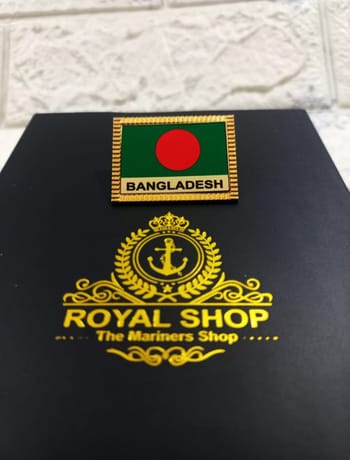 BANGLADESH
ROYAL SHOP
The Mariners Shop